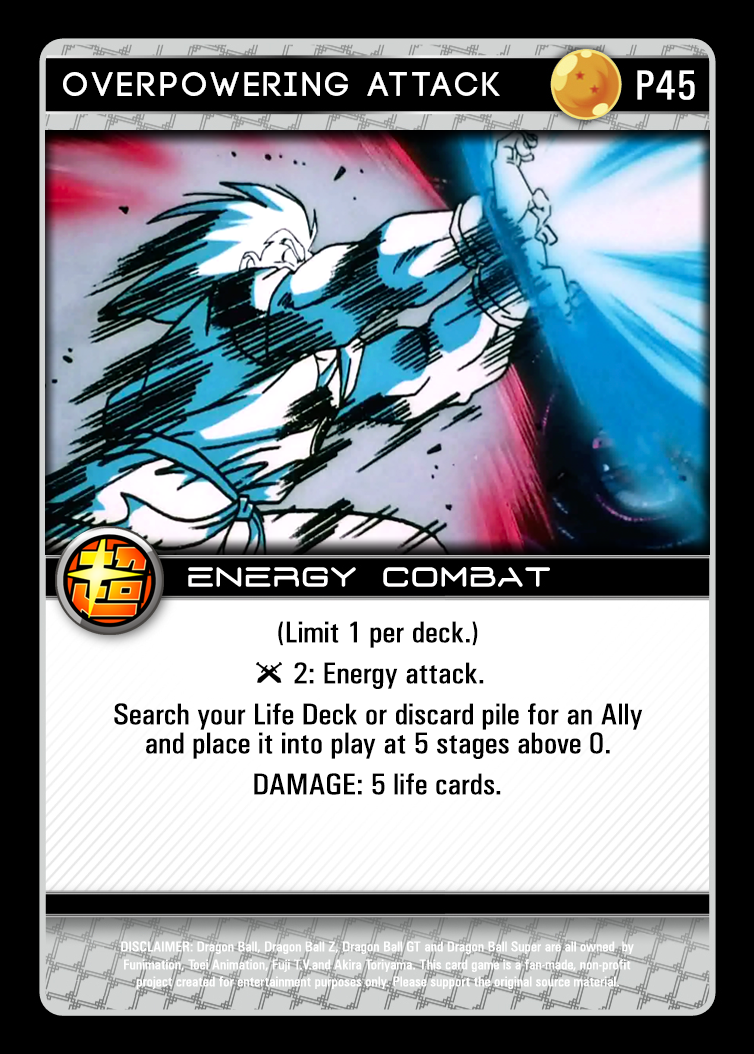 OVERPOWERING ATTACK P45
ENERGY COMBAT
(Limit 1 per deck.)
2: Energy attack.
Search your Life Deck or discard pile for an Ally
and place it into play at 5 stages above 0.
DAMAGE: 5 life cards.
DISCLAIMER: Dragon Ball, Dragon Ball Z, Dragon Ball GT and Dragon Ball Super are all owned by
Funimation, Toei Animation, Fuji T.V.and Akira Toriyama. This card game is a fan-made, non-profit
project created for entertainment purposes only. Please support the original source material.